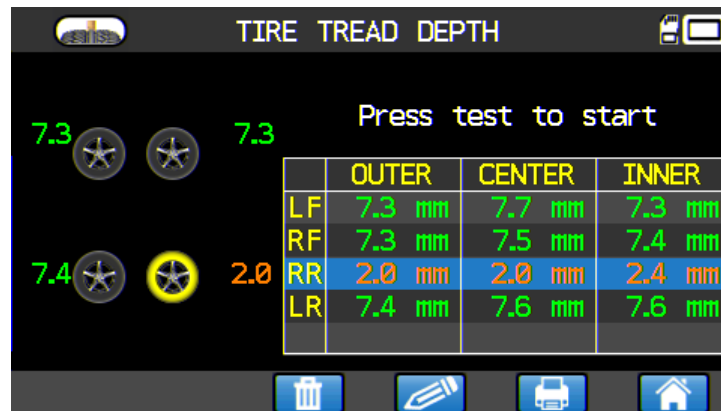 TIRE TREAD DEPTH
Press test to start
7.3 7.3
7.4 2.0
OUTER CENTER INNER
LF 7.3 mm 7.7 mm 7.3 mm
RF 7.3 mm 7.5 mm 7.4 mm
RR 2.0 mm 2.0 mm 2.4 mm
LR 7.4 mm 7.6 mm 7.6 mm